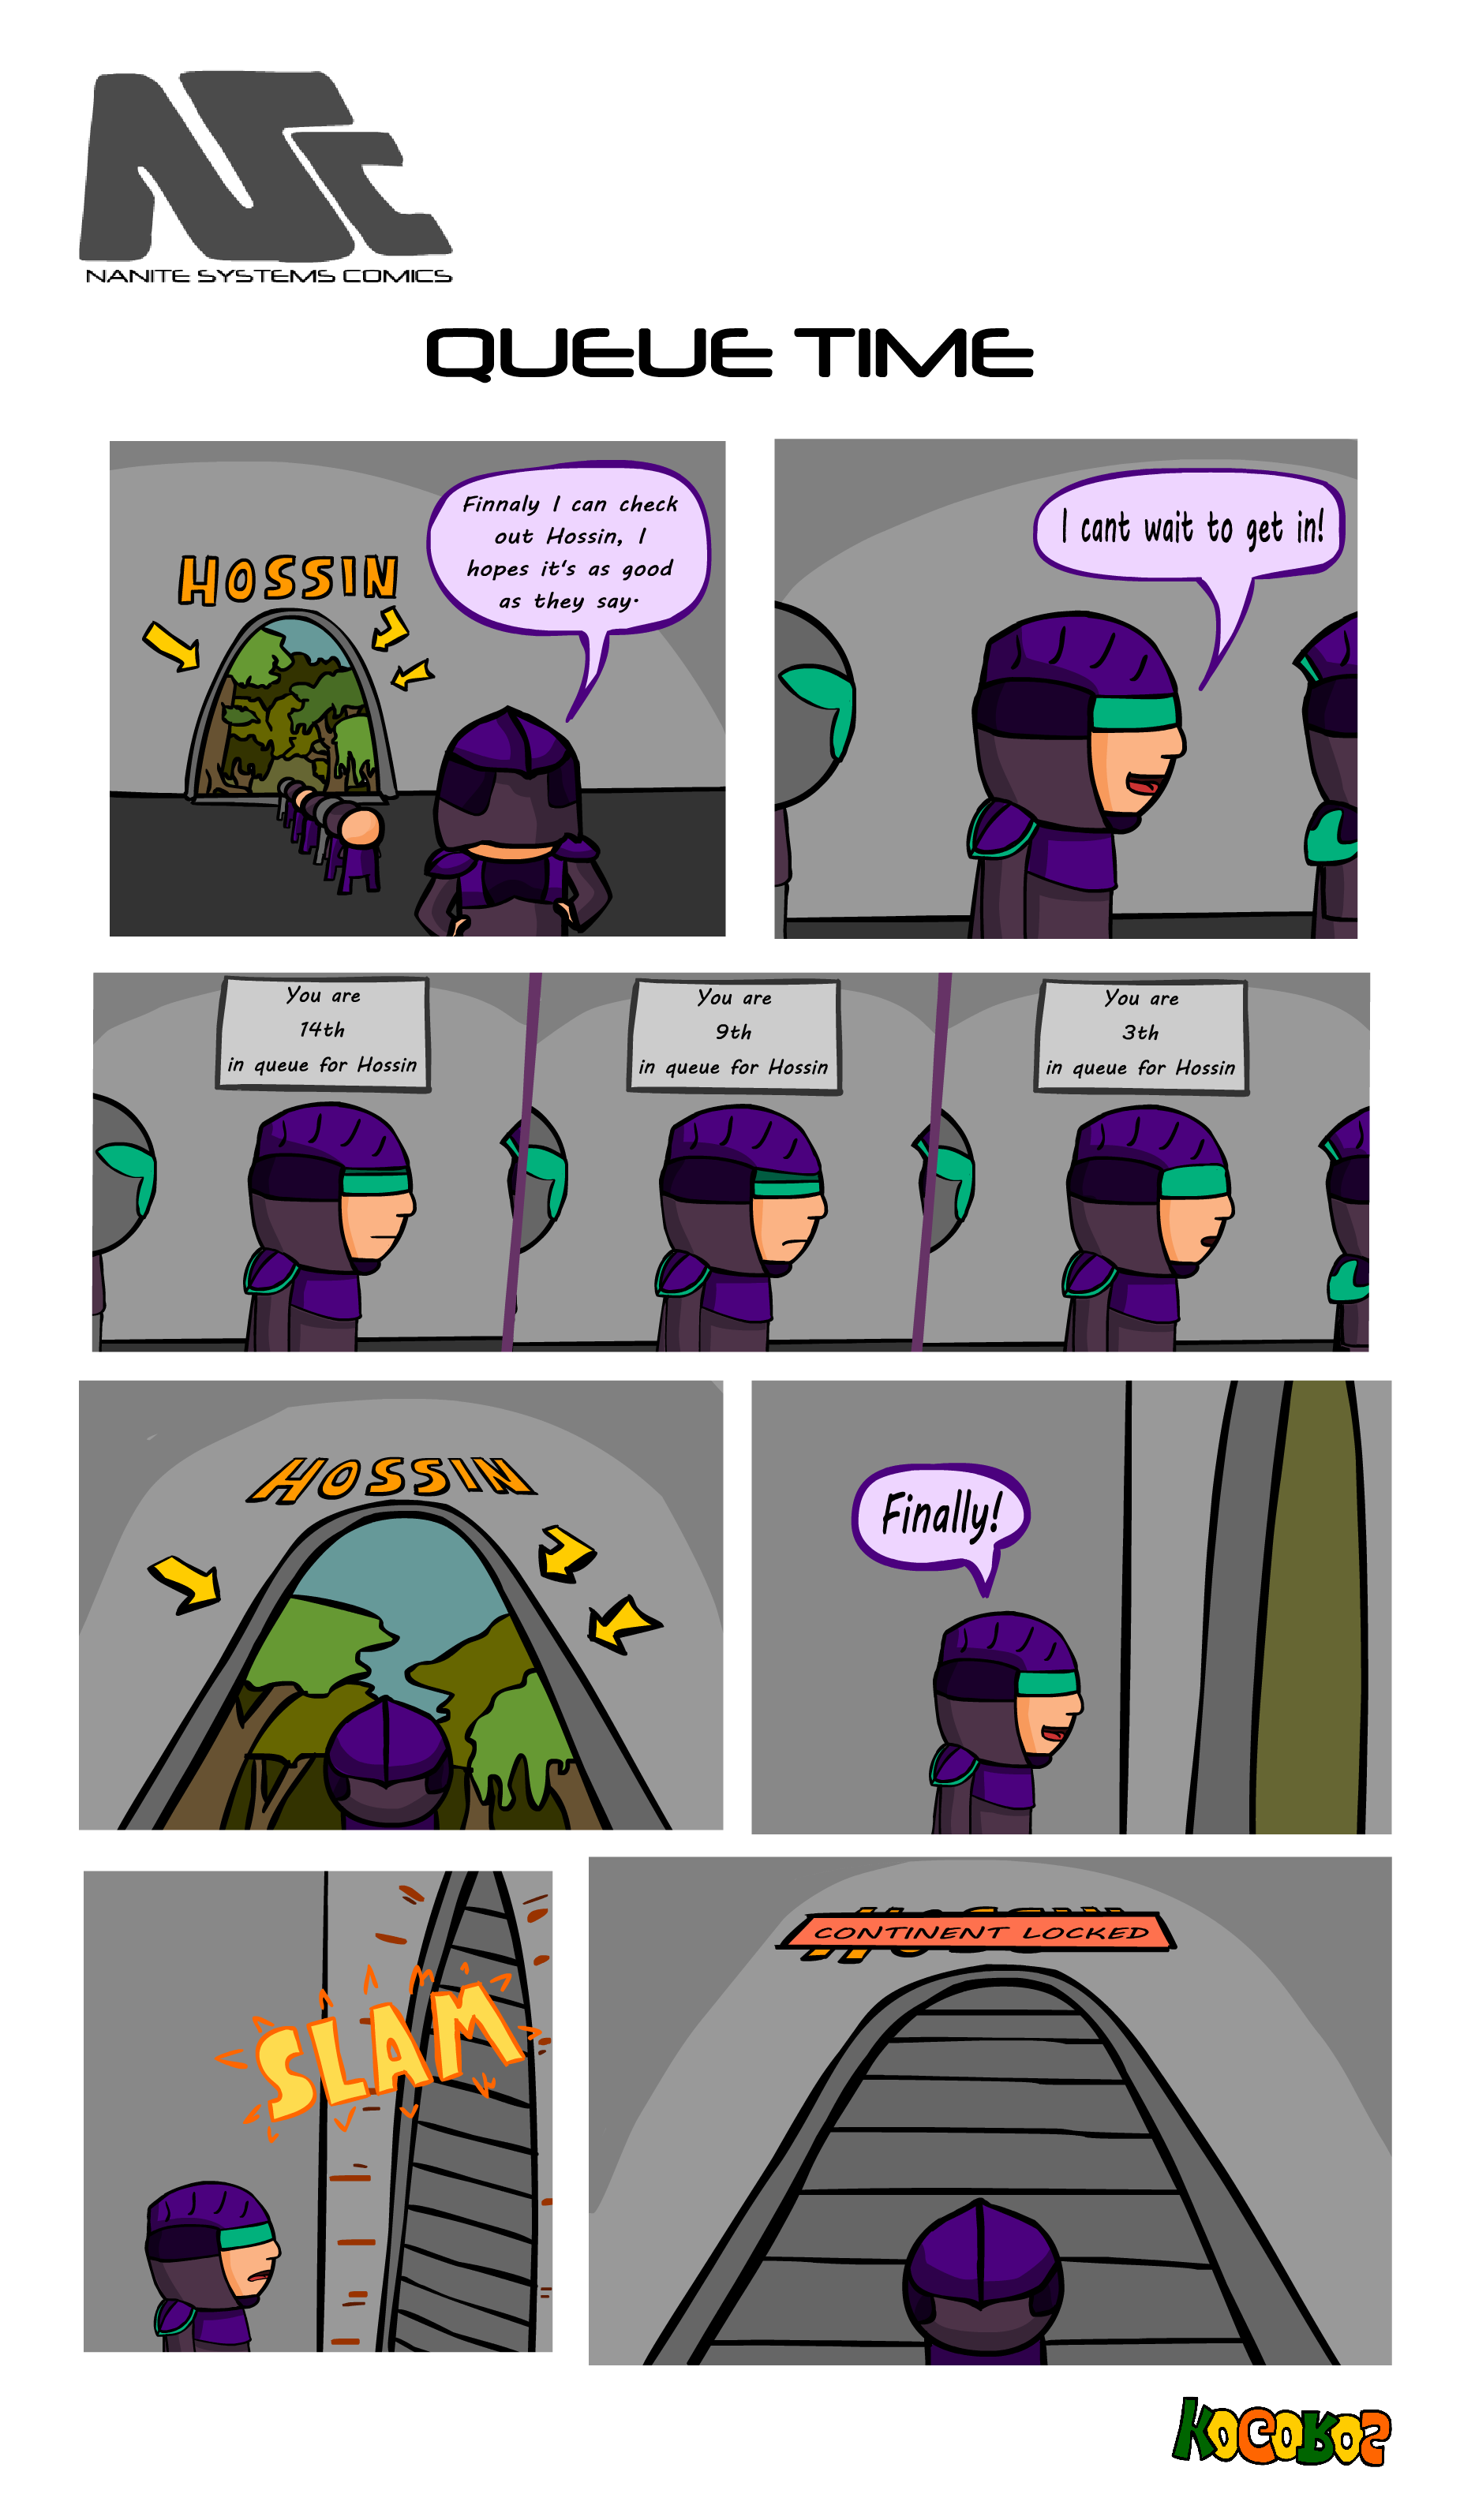 NANITE SYSTEMS COMICS
QUEUE TIME
HOSSIN
Finnaly I can check
out Hossin, I
hopes it's as good
as they say.
I cant wait to get in!
You are
14th
in queue for Hossin
You are
9th
in queue for Hossin
You are
3th
in queue for Hossin
HOSSIN
Finally!
SLAM
CONTINENT LOCKED
KOCOBOZ